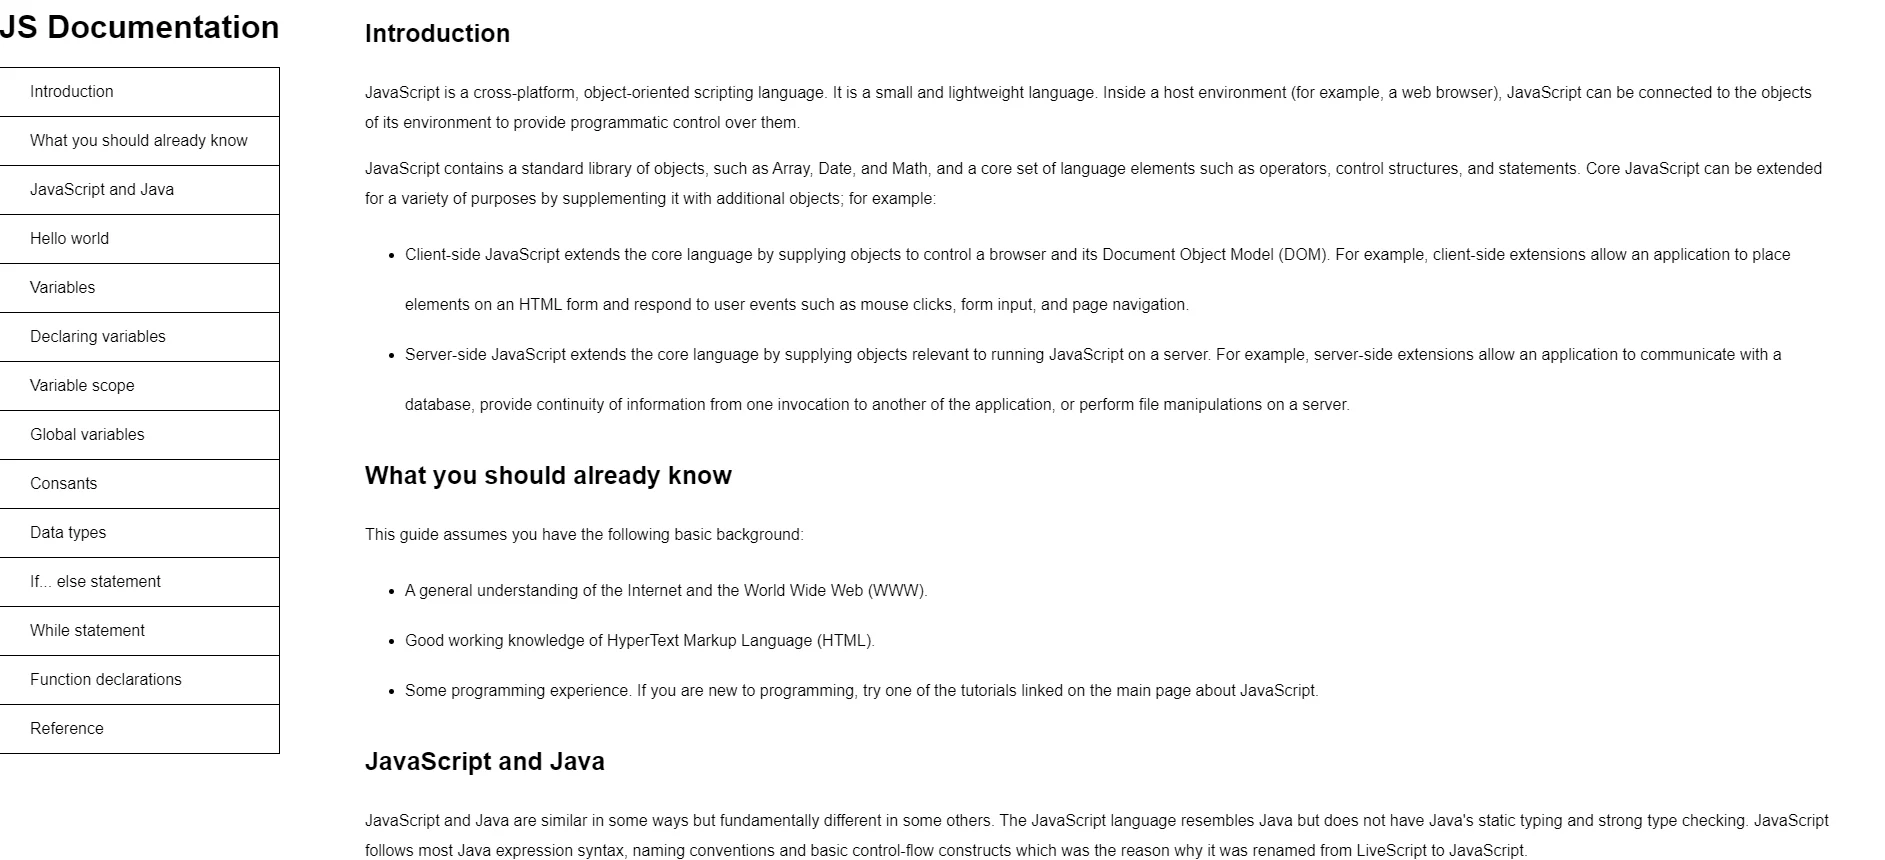 JS Documentation
Introduction
What you should already know
JavaScript and Java
Hello world
Variables
Declaring variables
Variable scope
Global variables
Consants
Data types
If... else statement
While statement
Function declarations
Reference
Introduction
JavaScript is a cross-platform, object-oriented scripting language. It is a small and lightweight language. Inside a host environment (for example, a web browser), JavaScript can be connected to the objects
of its environment to provide programmatic control over them.
JavaScript contains a standard library of objects, such as Array, Date, and Math, and a core set of language elements such as operators, control structures, and statements. Core JavaScript can be extended
for a variety of purposes by supplementing it with additional objects; for example:
• Client-side JavaScript extends the core language by supplying objects to control a browser and its Document Object Model (DOM). For example, client-side extensions allow an application to place
elements on an HTML form and respond to user events such as mouse clicks, form input, and page navigation.
• Server-side JavaScript extends the core language by supplying objects relevant to running JavaScript on a server. For example, server-side extensions allow an application to communicate with a
database, provide continuity of information from one invocation to another of the application, or perform file manipulations on a server.
What you should already know
This guide assumes you have the following basic background:
• A general understanding of the Internet and the World Wide Web (WWW).
• Good working knowledge of HyperText Markup Language (HTML).
• Some programming experience. If you are new to programming, try one of the tutorials linked on the main page about JavaScript.
JavaScript and Java
JavaScript and Java are similar in some ways but fundamentally different in some others. The JavaScript language resembles Java but does not have Java's static typing and strong type checking. JavaScript
follows most Java expression syntax, naming conventions and basic control-flow constructs which was the reason why it was renamed from LiveScript to JavaScript.